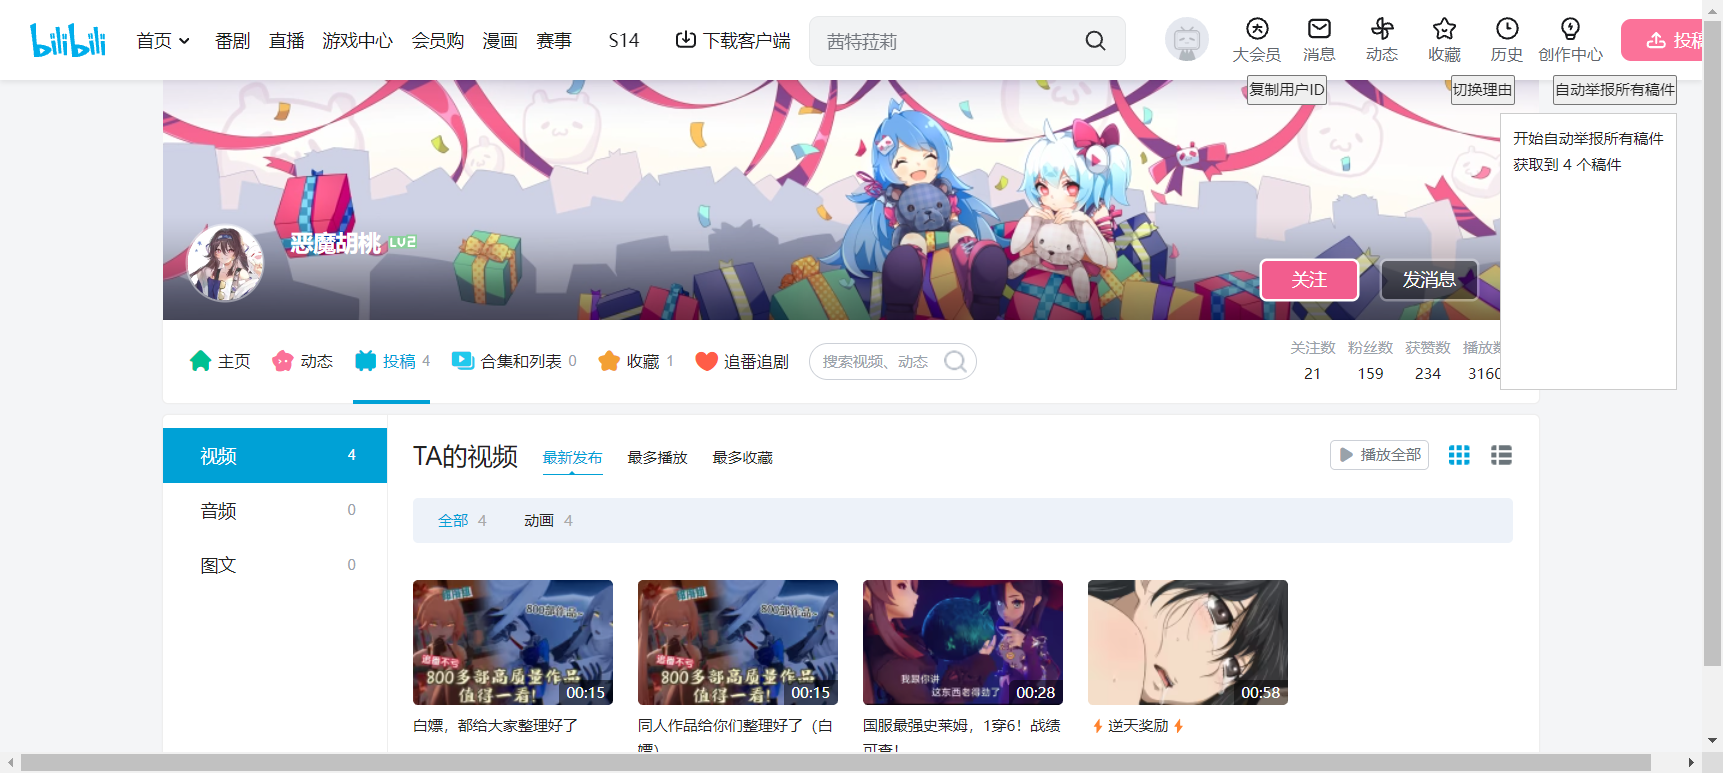 bilibili
首页 番剧 直播 游戏中心 会员购 漫画 赛事 S14 下载客户端
茜特菈莉
大会员 消息 动态 收藏 历史 创作中心
投稿
复制用户ID 切换理由 自动举报所有稿件
开始自动举报所有稿件
获取到 4 个稿件
恶魔胡桃 LV2
关注 发消息
主页 动态 投稿 4 合集和列表 0 收藏 1 追番追剧
搜索视频、动态
关注数 粉丝数 获赞数 播放数
21 159 234 3160
视频 4
音频 0
图文 0
TA的视频 最新发布 最多播放 最多收藏
播放全部
全部 4 动画 4
800部作品~
追番不亏
800多部高质量作品
值得一看!
00:15
800部作品~
追番不亏
800多部高质量作品
值得一看!
00:15
我跟你讲
这东西老得劲了
00:28
00:58
白嫖，都给大家整理好了
同人作品给你们整理好了（白
嫖）
国服最强史莱姆，1穿6！战绩
可查！
逆天奖励